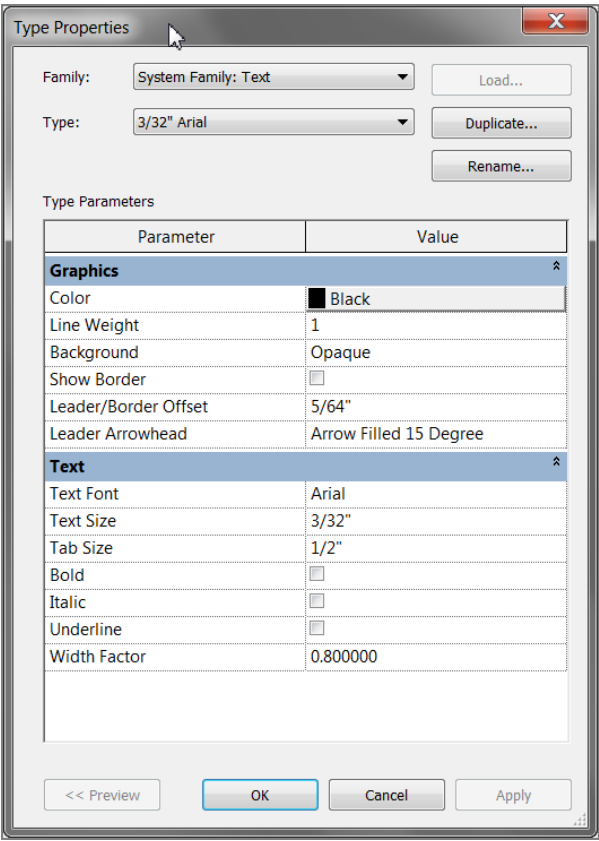 Type Properties
Family: System Family: Text Load...
Type: 3/32" Arial Duplicate...
Rename...
Type Parameters
Parameter Value
Graphics
Color Black
Line Weight 1
Background Opaque
Show Border
Leader/Border Offset 5/64"
Leader Arrowhead Arrow Filled 15 Degree
Text
Text Font Arial
Text Size 3/32"
Tab Size 1/2"
Bold
Italic
Underline
Width Factor 0.800000
<< Preview OK Cancel Apply